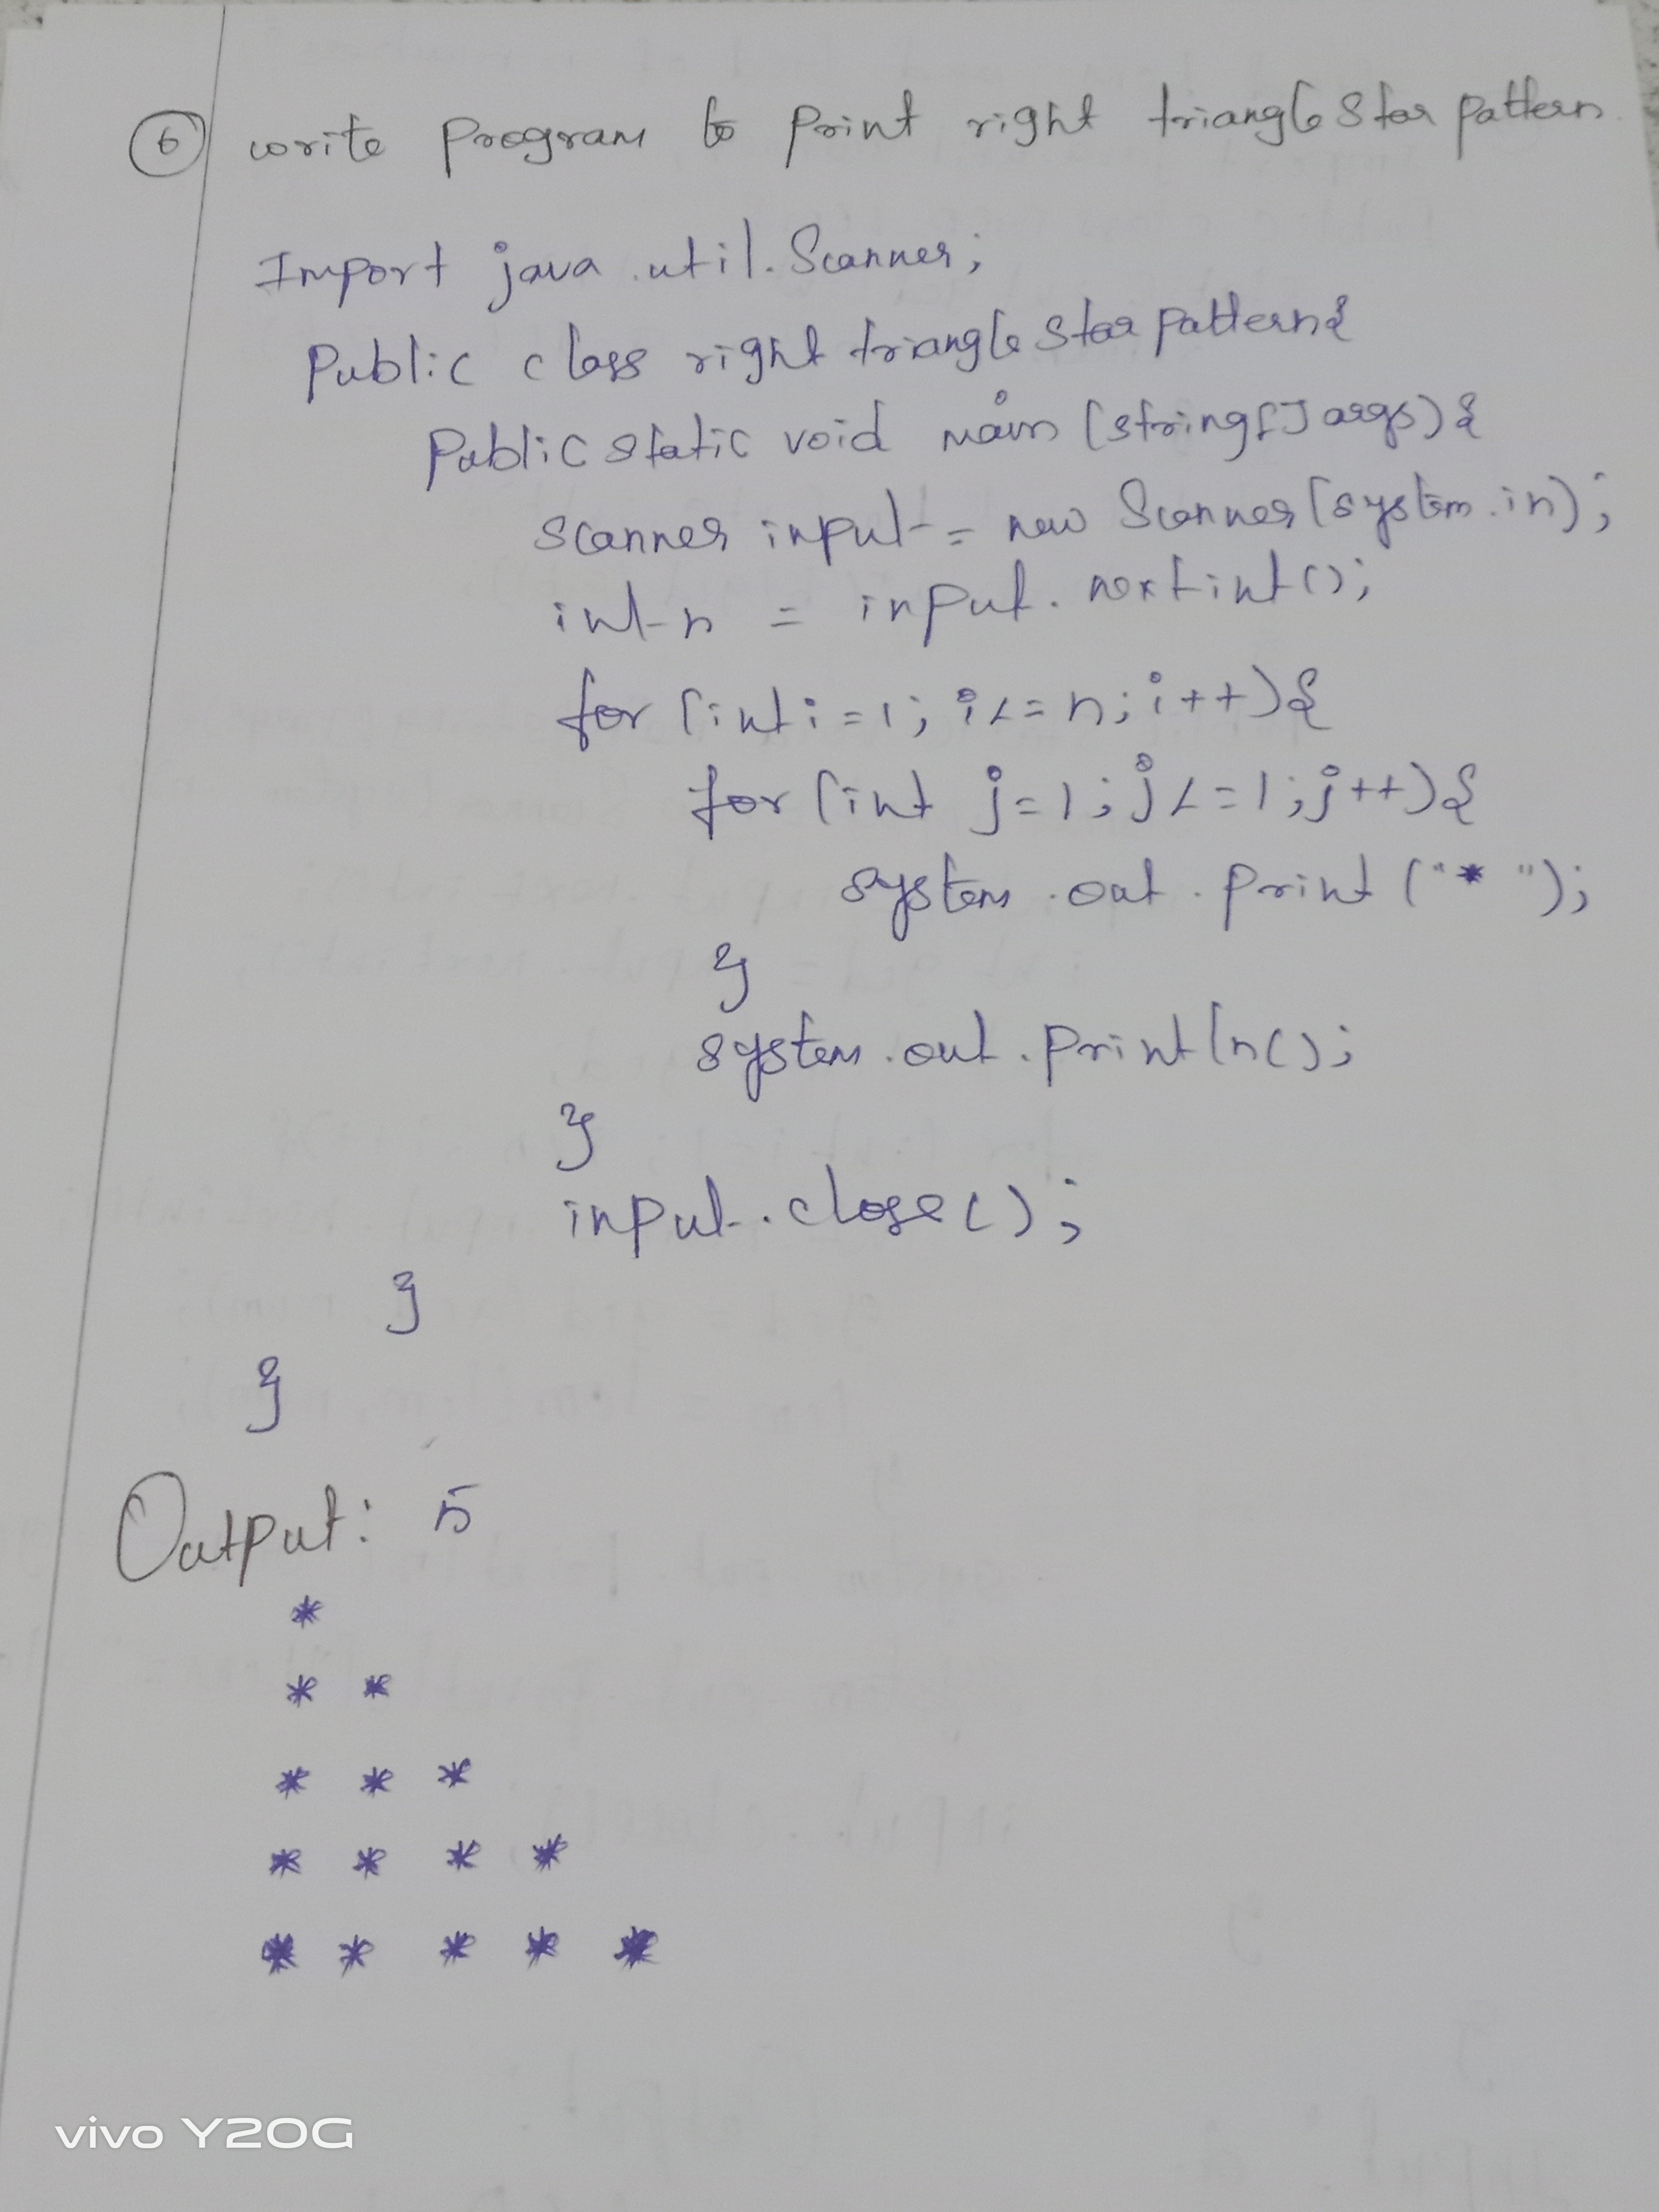 6 write program to print right triangle star pattern
Import java.util.Scanner;
Public class right triangle star pattern{
Public static void main (string[] args){
scanner input = new Scanner(system.in);
int n = input.nextint();
for (int i=1; i<=n; i++){
for (int j=1; j<=1; j++){
system.out.print("* ");
}
system.out.println();
}
input.close();
}
}
Output: 5
*
* *
* * *
* * * *
* * * * *
vivo Y20G